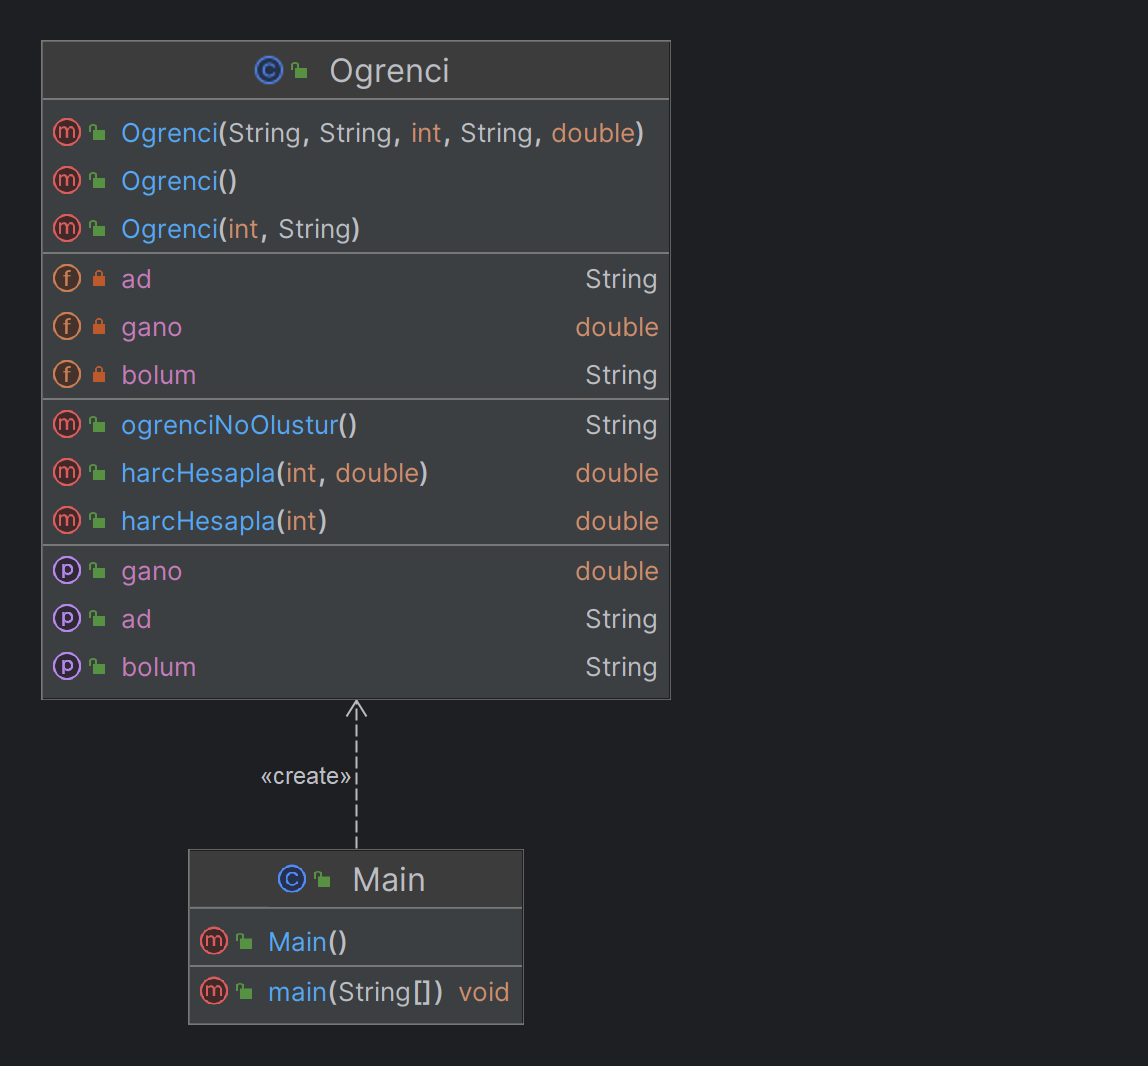 Ogrenci
Ogrenci(String, String, int, String, double)
Ogrenci()
Ogrenci(int, String)
ad String
gano double
bolum String
ogrenciNoOlustur() String
harcHesapla(int, double) double
harcHesapla(int) double
gano double
ad String
bolum String
«create»
Main
Main()
main(String[]) void